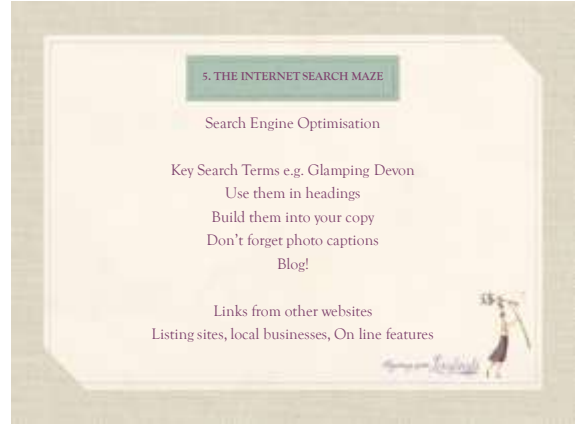 5. THE INTERNET SEARCH MAZE
Search Engine Optimisation
Key Search Terms e.g. Glamping Devon
Use them in headings
Build them into your copy
Don't forget photo captions
Blog!
Links from other websites
Listing sites, local businesses, On line features